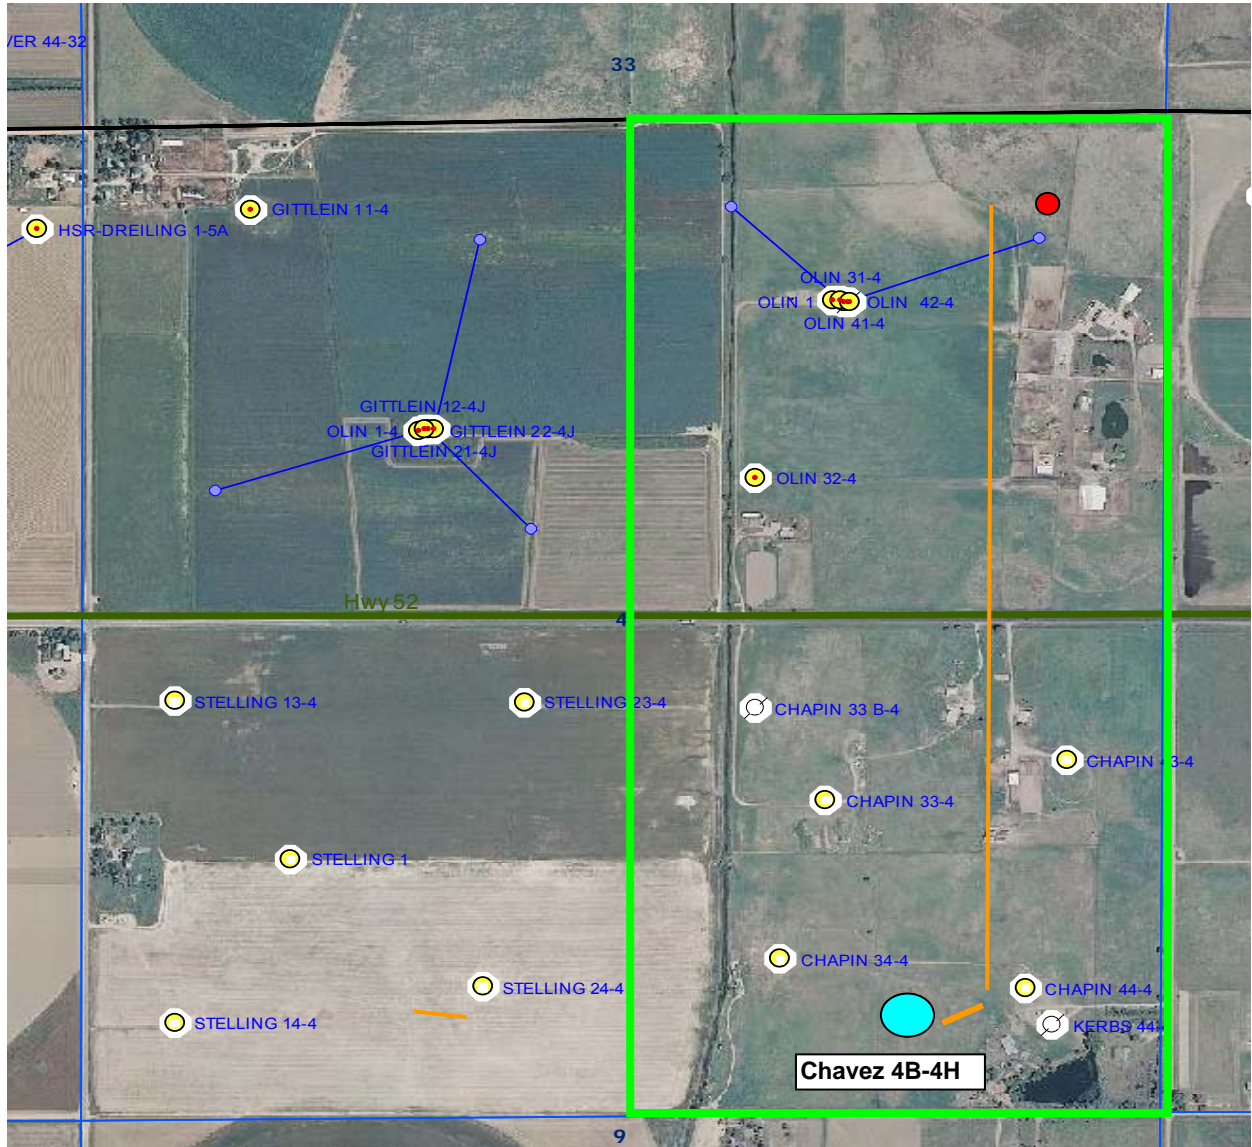 /ER 44-32
33
GITTLEIN 11-4
HSR-DREILING 1-5A
OLIN 31-4
OLIN 1
OLIN 42-4
OLIN 41-4
GITTLEIN 12-4J
OLIN 1-4
GITTLEIN 22-4J
GITTLEIN 21-4J
OLIN 32-4
Hwy 52
4
STELLING 13-4
STELLING 23-4
CHAPIN 33 B-4
CHAPIN 43-4
CHAPIN 33-4
STELLING 1
CHAPIN 34-4
STELLING 24-4
CHAPIN 44-4
STELLING 14-4
KERBS 44-
Chavez 4B-4H
9